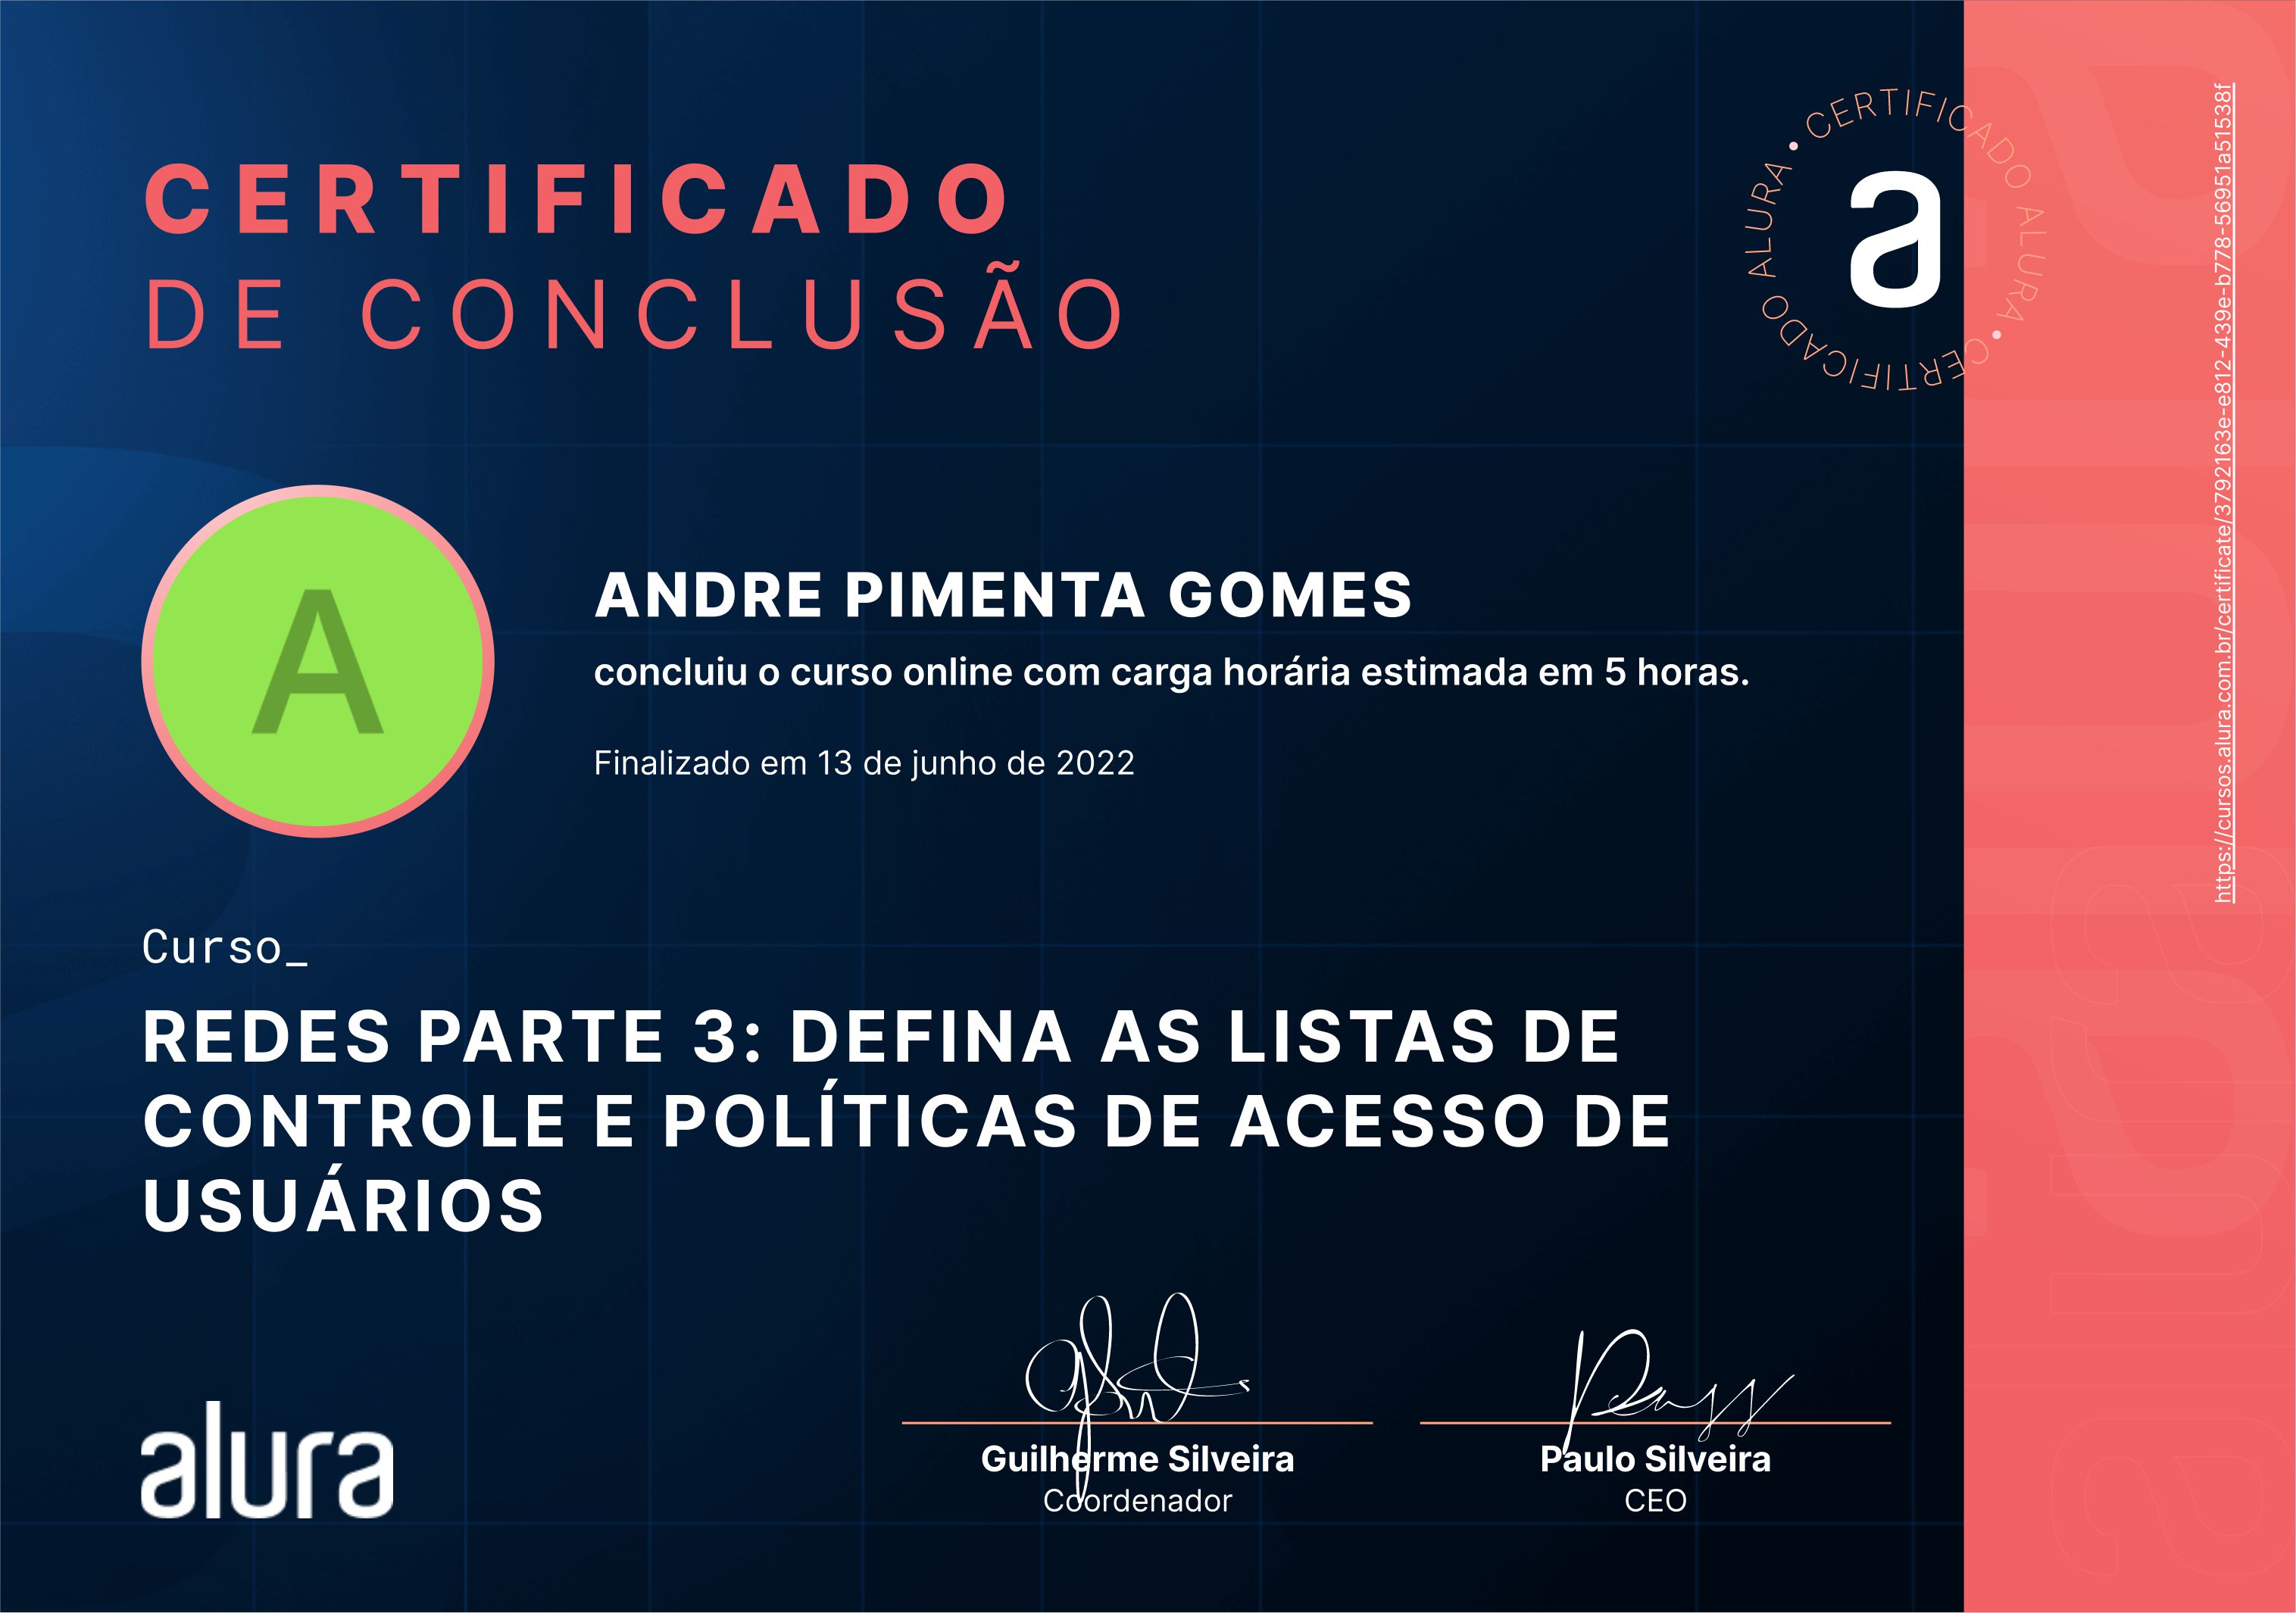 CERTIFICADO
DE CONCLUSÃO
CERTIFICADO ALURA • CERTIFICADO ALURA •
a
https://cursos.alura.com.br/certificate/3792163e-e812-439e-b778-56951a51538f
A
ANDRE PIMENTA GOMES
concluiu o curso online com carga horária estimada em 5 horas.
Finalizado em 13 de junho de 2022
Curso_
REDES PARTE 3: DEFINA AS LISTAS DE
CONTROLE E POLÍTICAS DE ACESSO DE
USUÁRIOS
alura
Guilherme Silveira
Coordenador
Paulo Silveira
CEO